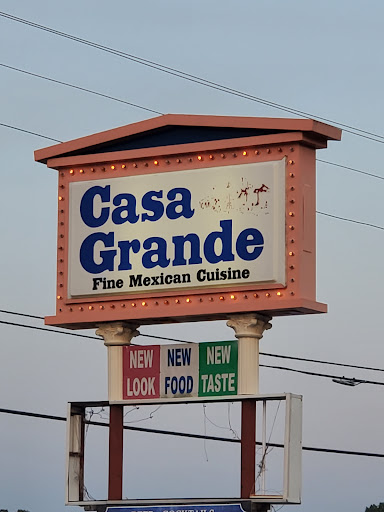 Casa
Grande
Fine Mexican Cuisine
NEW NEW NEW
LOOK FOOD TASTE